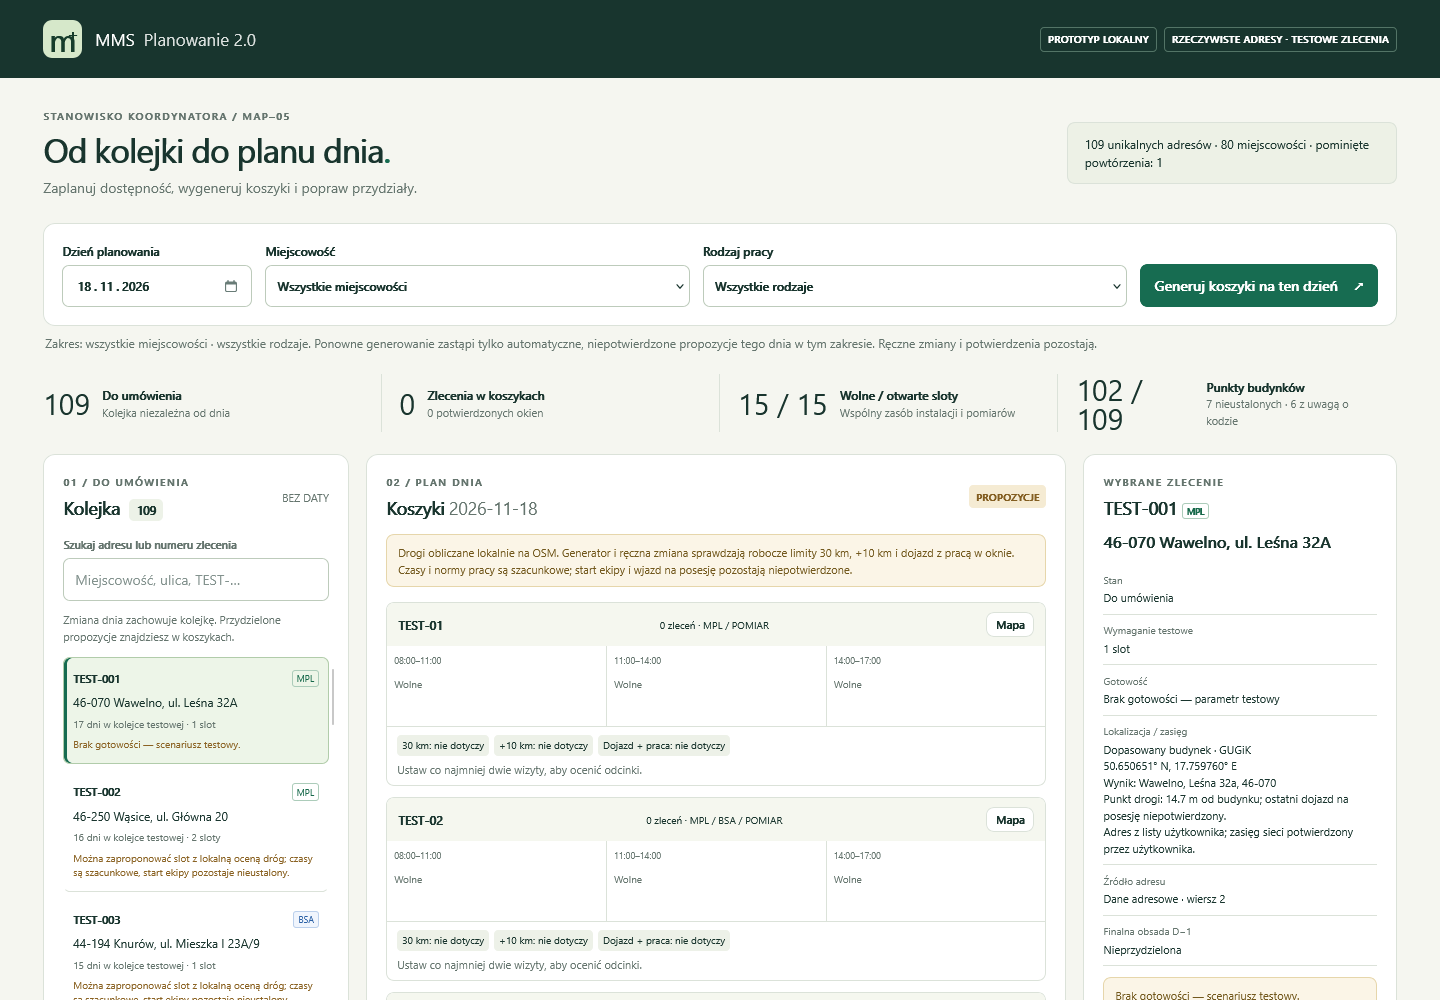 mt MMS Planowanie 2.0
PROTOTYP LOKALNY
RZECZYWISTE ADRESY · TESTOWE ZLECENIA
STANOWISKO KOORDYNATORA / MAP–05
Od kolejki do planu dnia.
Zaplanuj dostępność, wygeneruj koszyki i popraw przydziały.
109 unikalnych adresów · 80 miejscowości · pominięte
powtórzenia: 1
Dzień planowania
18.11.2026
Miejscowość
Wszystkie miejscowości
Rodzaj pracy
Wszystkie rodzaje
Generuj koszyki na ten dzień ↗
Zakres: wszystkie miejscowości · wszystkie rodzaje. Ponowne generowanie zastąpi tylko automatyczne, niepotwierdzone propozycje tego dnia w tym zakresie. Ręczne zmiany i potwierdzenia pozostają.
109
Do umówienia
Kolejka niezależna od dnia
0
Zlecenia w koszykach
0 potwierdzonych okien
15 / 15
Wolne / otwarte sloty
Wspólny zasób instalacji i pomiarów
102 /
109
Punkty budynków
7 nieustalonych · 6 z uwagą o
kodzie
01 / DO UMÓWIENIA
Kolejka 109
BEZ DATY
Szukaj adresu lub numeru zlecenia
Miejscowość, ulica, TEST-...
Zmiana dnia zachowuje kolejkę. Przydzielone
propozycje znajdziesz w koszykach.
TEST-001 MPL
46-070 Wawelno, ul. Leśna 32A
17 dni w kolejce testowej · 1 slot
Brak gotowości — scenariusz testowy.
TEST-002 MPL
46-250 Wąsice, ul. Główna 20
16 dni w kolejce testowej · 2 sloty
Można zaproponować slot z lokalną oceną dróg; czasy
są szacunkowe, start ekipy pozostaje nieustalony.
TEST-003 BSA
44-194 Knurów, ul. Mieszka I 23A/9
15 dni w kolejce testowej · 1 slot
Można zaproponować slot z lokalną oceną dróg; czasy
są szacunkowe, start ekipy pozostaje nieustalony.
02 / PLAN DNIA
Koszyki 2026-11-18
PROPOZYCJE
Drogi obliczane lokalnie na OSM. Generator i ręczna zmiana sprawdzają robocze limity 30 km, +10 km i dojazd z pracą w oknie.
Czasy i normy pracy są szacunkowe; start ekipy i wjazd na posesję pozostają niepotwierdzone.
TEST-01
0 zleceń · MPL / POMIAR
Mapa
08:00–11:00
Wolne
11:00–14:00
Wolne
14:00–17:00
Wolne
30 km: nie dotyczy
+10 km: nie dotyczy
Dojazd + praca: nie dotyczy
Ustaw co najmniej dwie wizyty, aby ocenić odcinki.
TEST-02
0 zleceń · MPL / BSA / POMIAR
Mapa
08:00–11:00
Wolne
11:00–14:00
Wolne
14:00–17:00
Wolne
30 km: nie dotyczy
+10 km: nie dotyczy
Dojazd + praca: nie dotyczy
Ustaw co najmniej dwie wizyty, aby ocenić odcinki.
WYBRANE ZLECENIE
TEST-001 MPL
46-070 Wawelno, ul. Leśna 32A
Stan
Do umówienia
Wymaganie testowe
1 slot
Gotowość
Brak gotowości — parametr testowy
Lokalizacja / zasięg
Dopasowany budynek · GUGiK
50.650651° N, 17.759760° E
Wynik: Wawelno, Leśna 32a, 46-070
Punkt drogi: 14.7 m od budynku; ostatni dojazd na
posesję niepotwierdzony.
Adres z listy użytkownika; zasięg sieci potwierdzony
przez użytkownika.
Źródło adresu
Dane adresowe · wiersz 2
Finalna obsada D–1
Nieprzydzielona
Brak gotowości — scenariusz testowy.